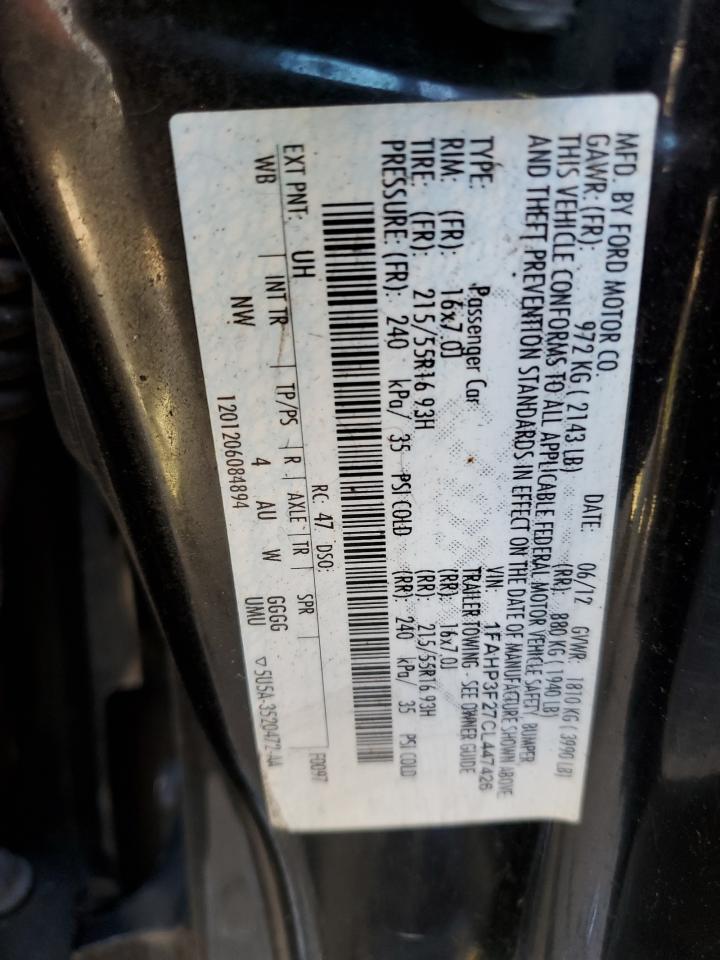 MFD. BY FORD MOTOR CO.
DATE: 06/12 GVWR: 1810 KG ( 3990 LB)
GAWR: (FR): 972 KG ( 2143 LB) (RR): 880 KG ( 1940 LB)
THIS VEHICLE CONFORMS TO ALL APPLICABLE FEDERAL MOTOR VEHICLE SAFETY, BUMPER,
AND THEFT PREVENTION STANDARDS IN EFFECT ON THE DATE OF MANUFACTURE SHOWN ABOVE.
VIN: 1FAHP3F27CL447426
TYPE: Passenger Car TRAILER TOWING - SEE OWNER GUIDE
RIM: (FR): 16x7.0J (RR): 16x7.0J
TIRE: (FR): 215/55R16 93H (RR): 215/55R16 93H
PRESSURE: (FR): 240 kPa/ 35 PSI COLD (RR): 240 kPa/ 35 PSI COLD
F0097
EXT PNT: UH RC: 47 DSO:
WB INT TR TP/PS R AXLE TR SPR
NW 4 AU W GGGG
UMU
1201206084894
▽5U5A-3520472-AA